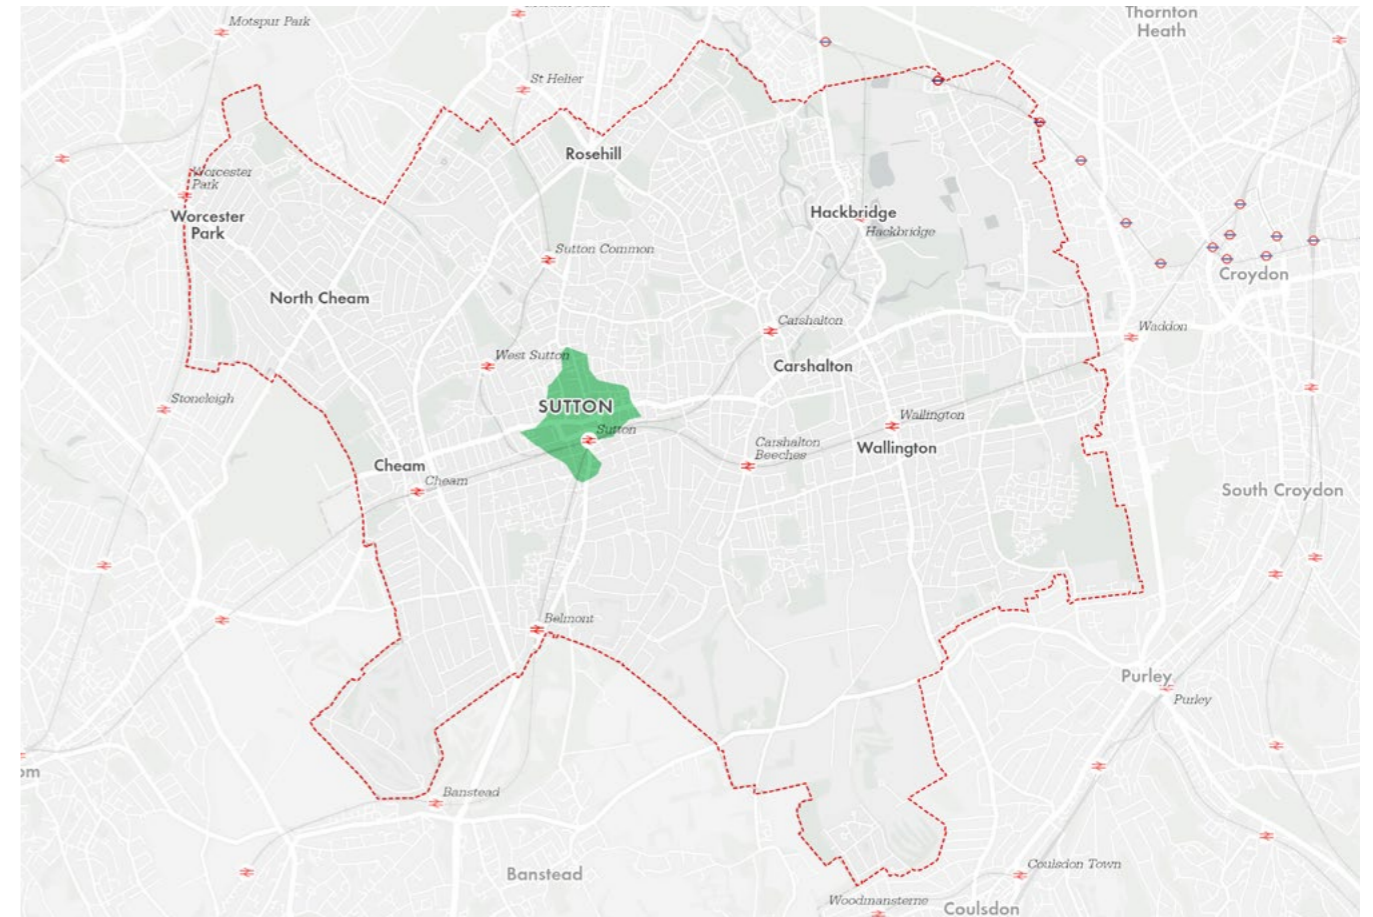 Thornton
Heath
Motspur Park
St Helier
Rosehill
Worcester
Park
Worcester
Park
Hackbridge
Hackbridge
Sutton Common
Croydon
North Cheam
Carshalton
Waddon
West Sutton
Carshalton
Stoneleigh
SUTTON
Wallington
Sutton
Carshalton
Beeches
Wallington
Cheam
Cheam
South Croydon
Belmont
Purley
Purley
om
Banstead
Banstead
Coulsdon Town
Woodmansterne
Coulsdon